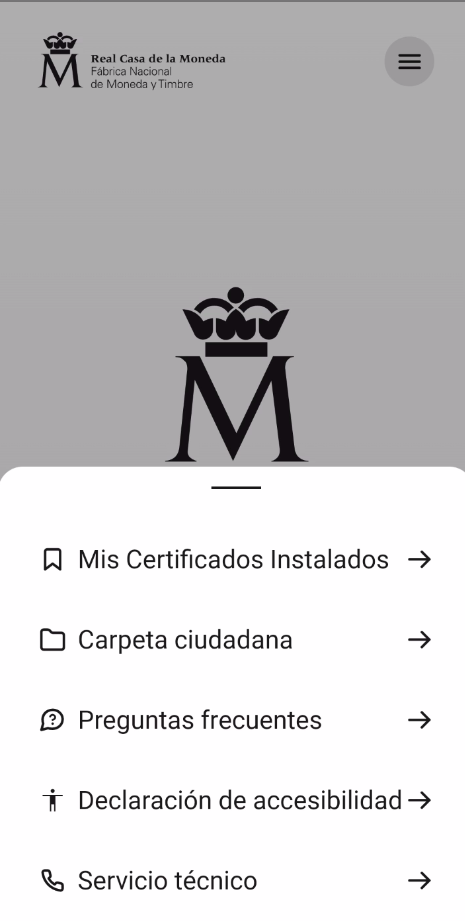 Real Casa de la Moneda
Fábrica Nacional
de Moneda y Timbre
M
M
Mis Certificados Instalados
Carpeta ciudadana
Preguntas frecuentes
Declaración de accesibilidad
Servicio técnico